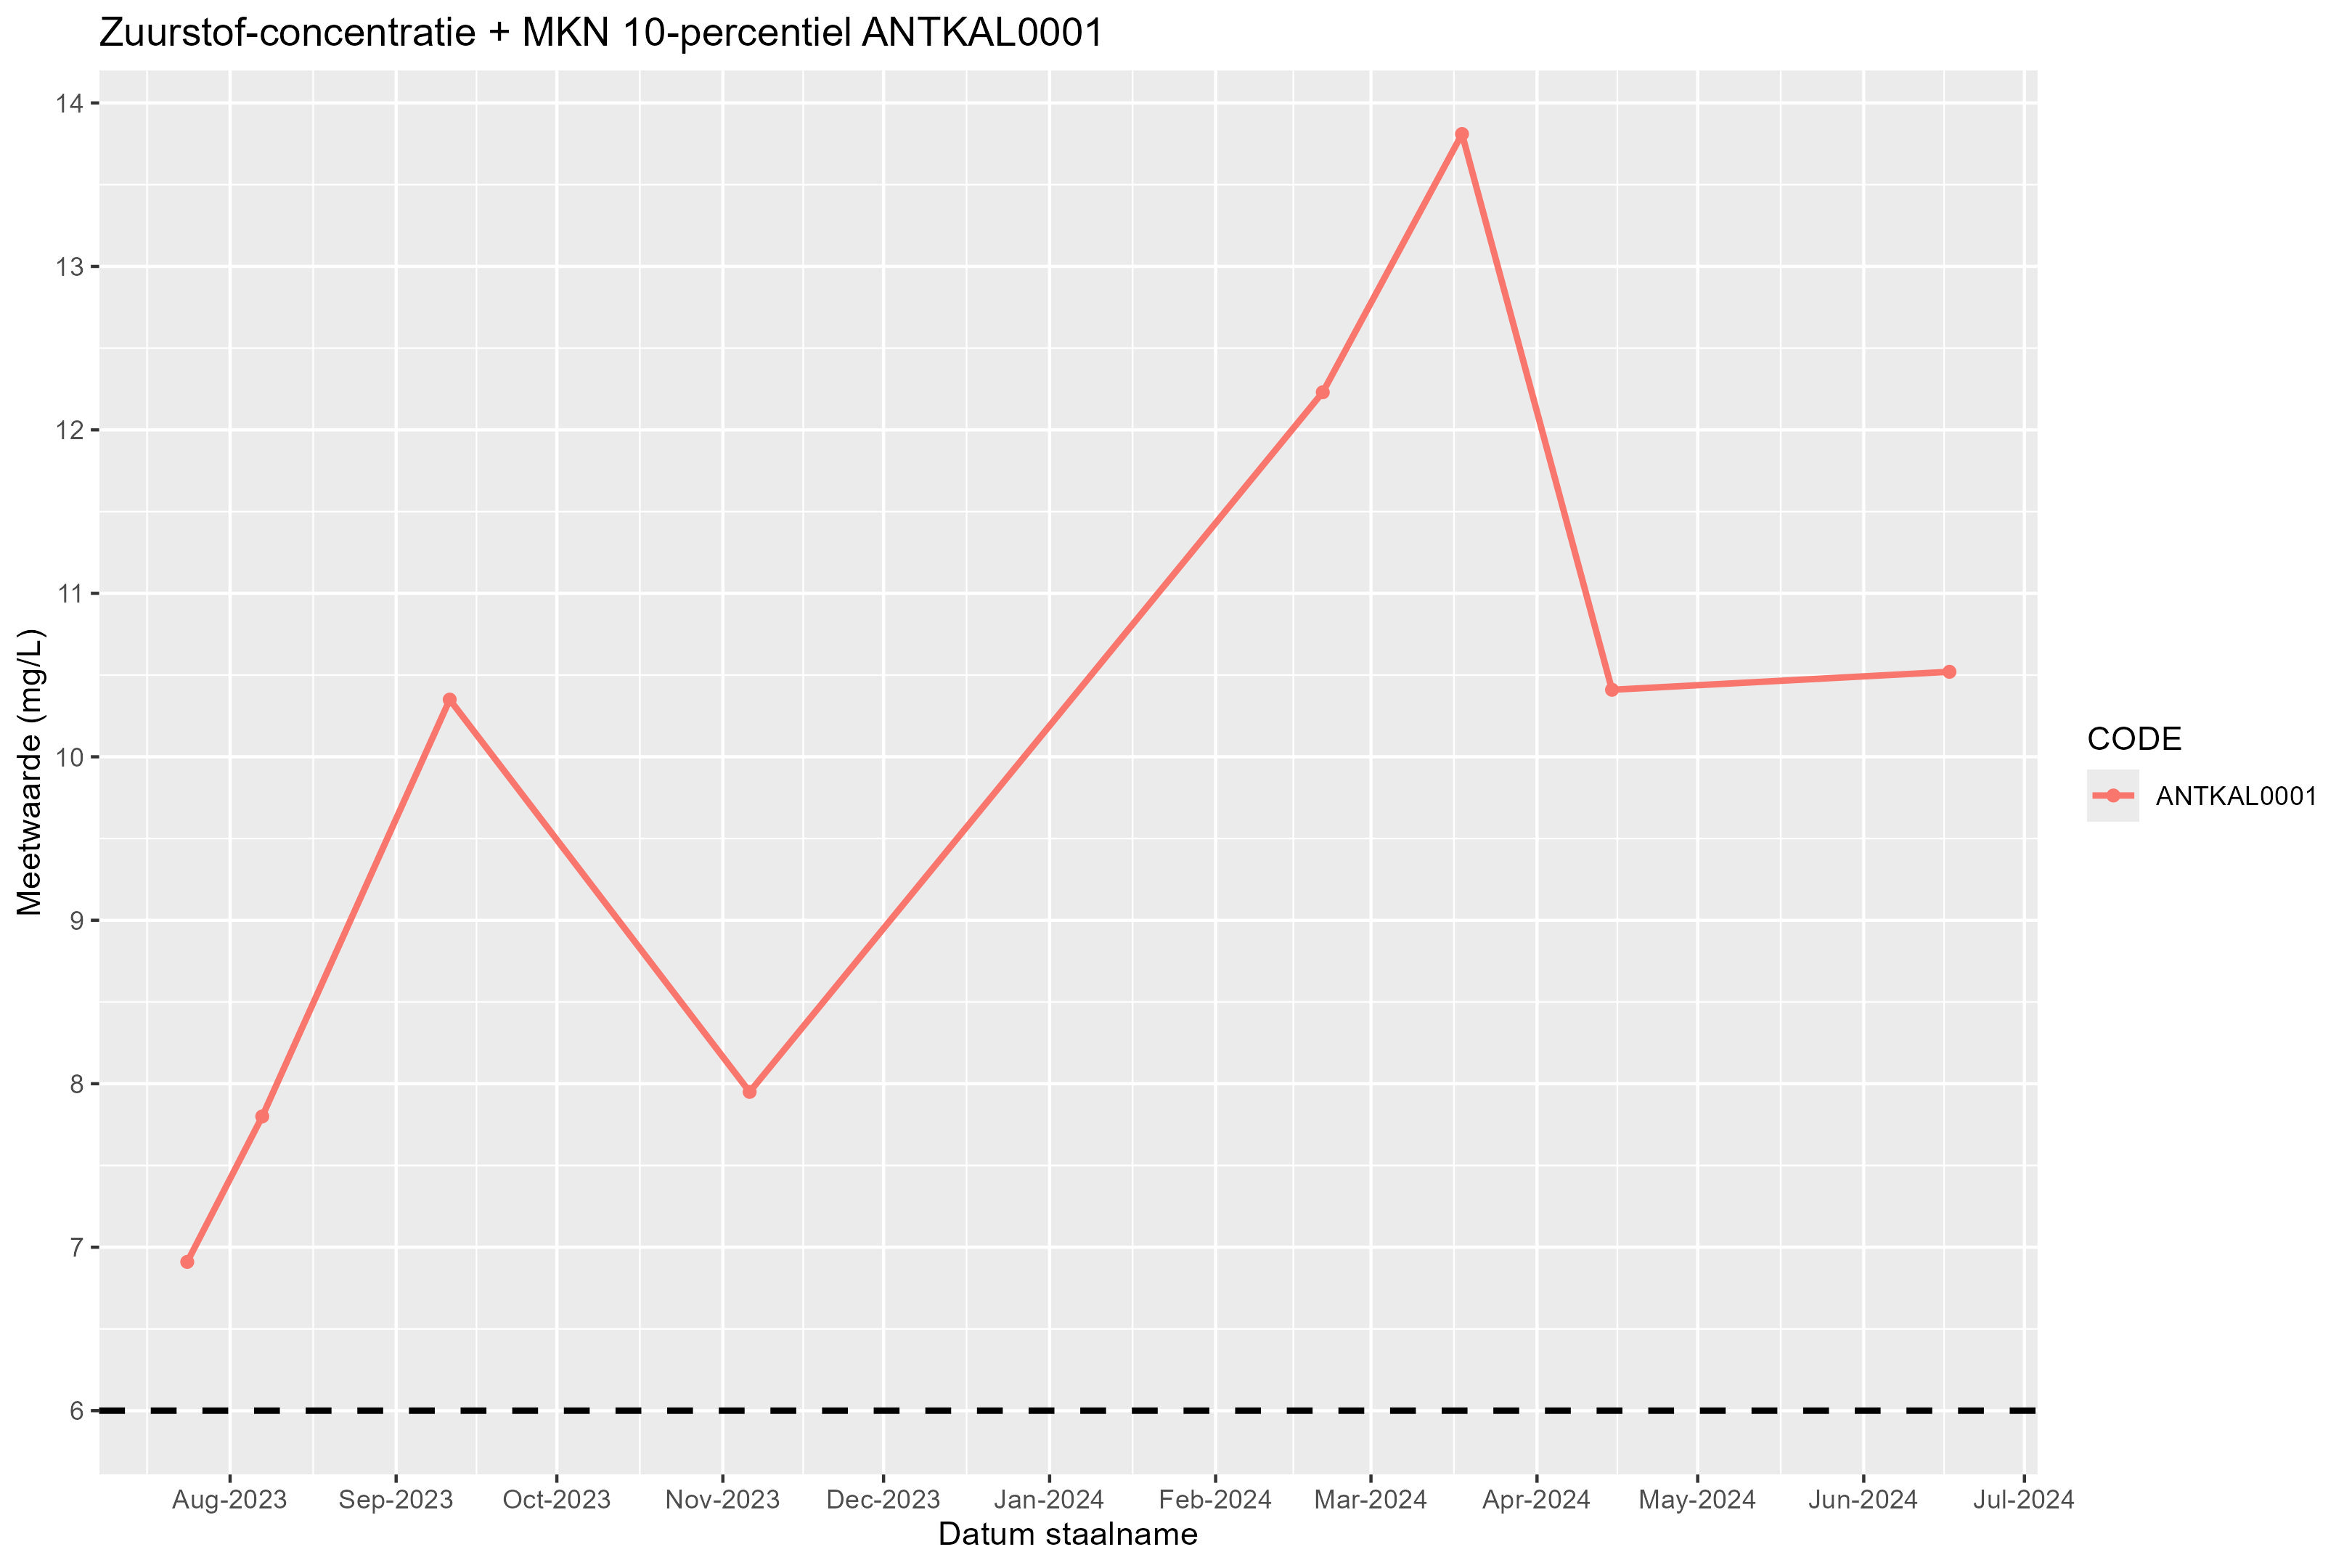 Zuurstof-concentratie + MKN 10-percentiel ANTKAL0001
14
13
12
11
10
9
8
7
6
Meetwaarde (mg/L)
Aug-2023 Sep-2023 Oct-2023 Nov-2023 Dec-2023 Jan-2024 Feb-2024 Mar-2024 Apr-2024 May-2024 Jun-2024 Jul-2024
Datum staalname
CODE
ANTKAL0001